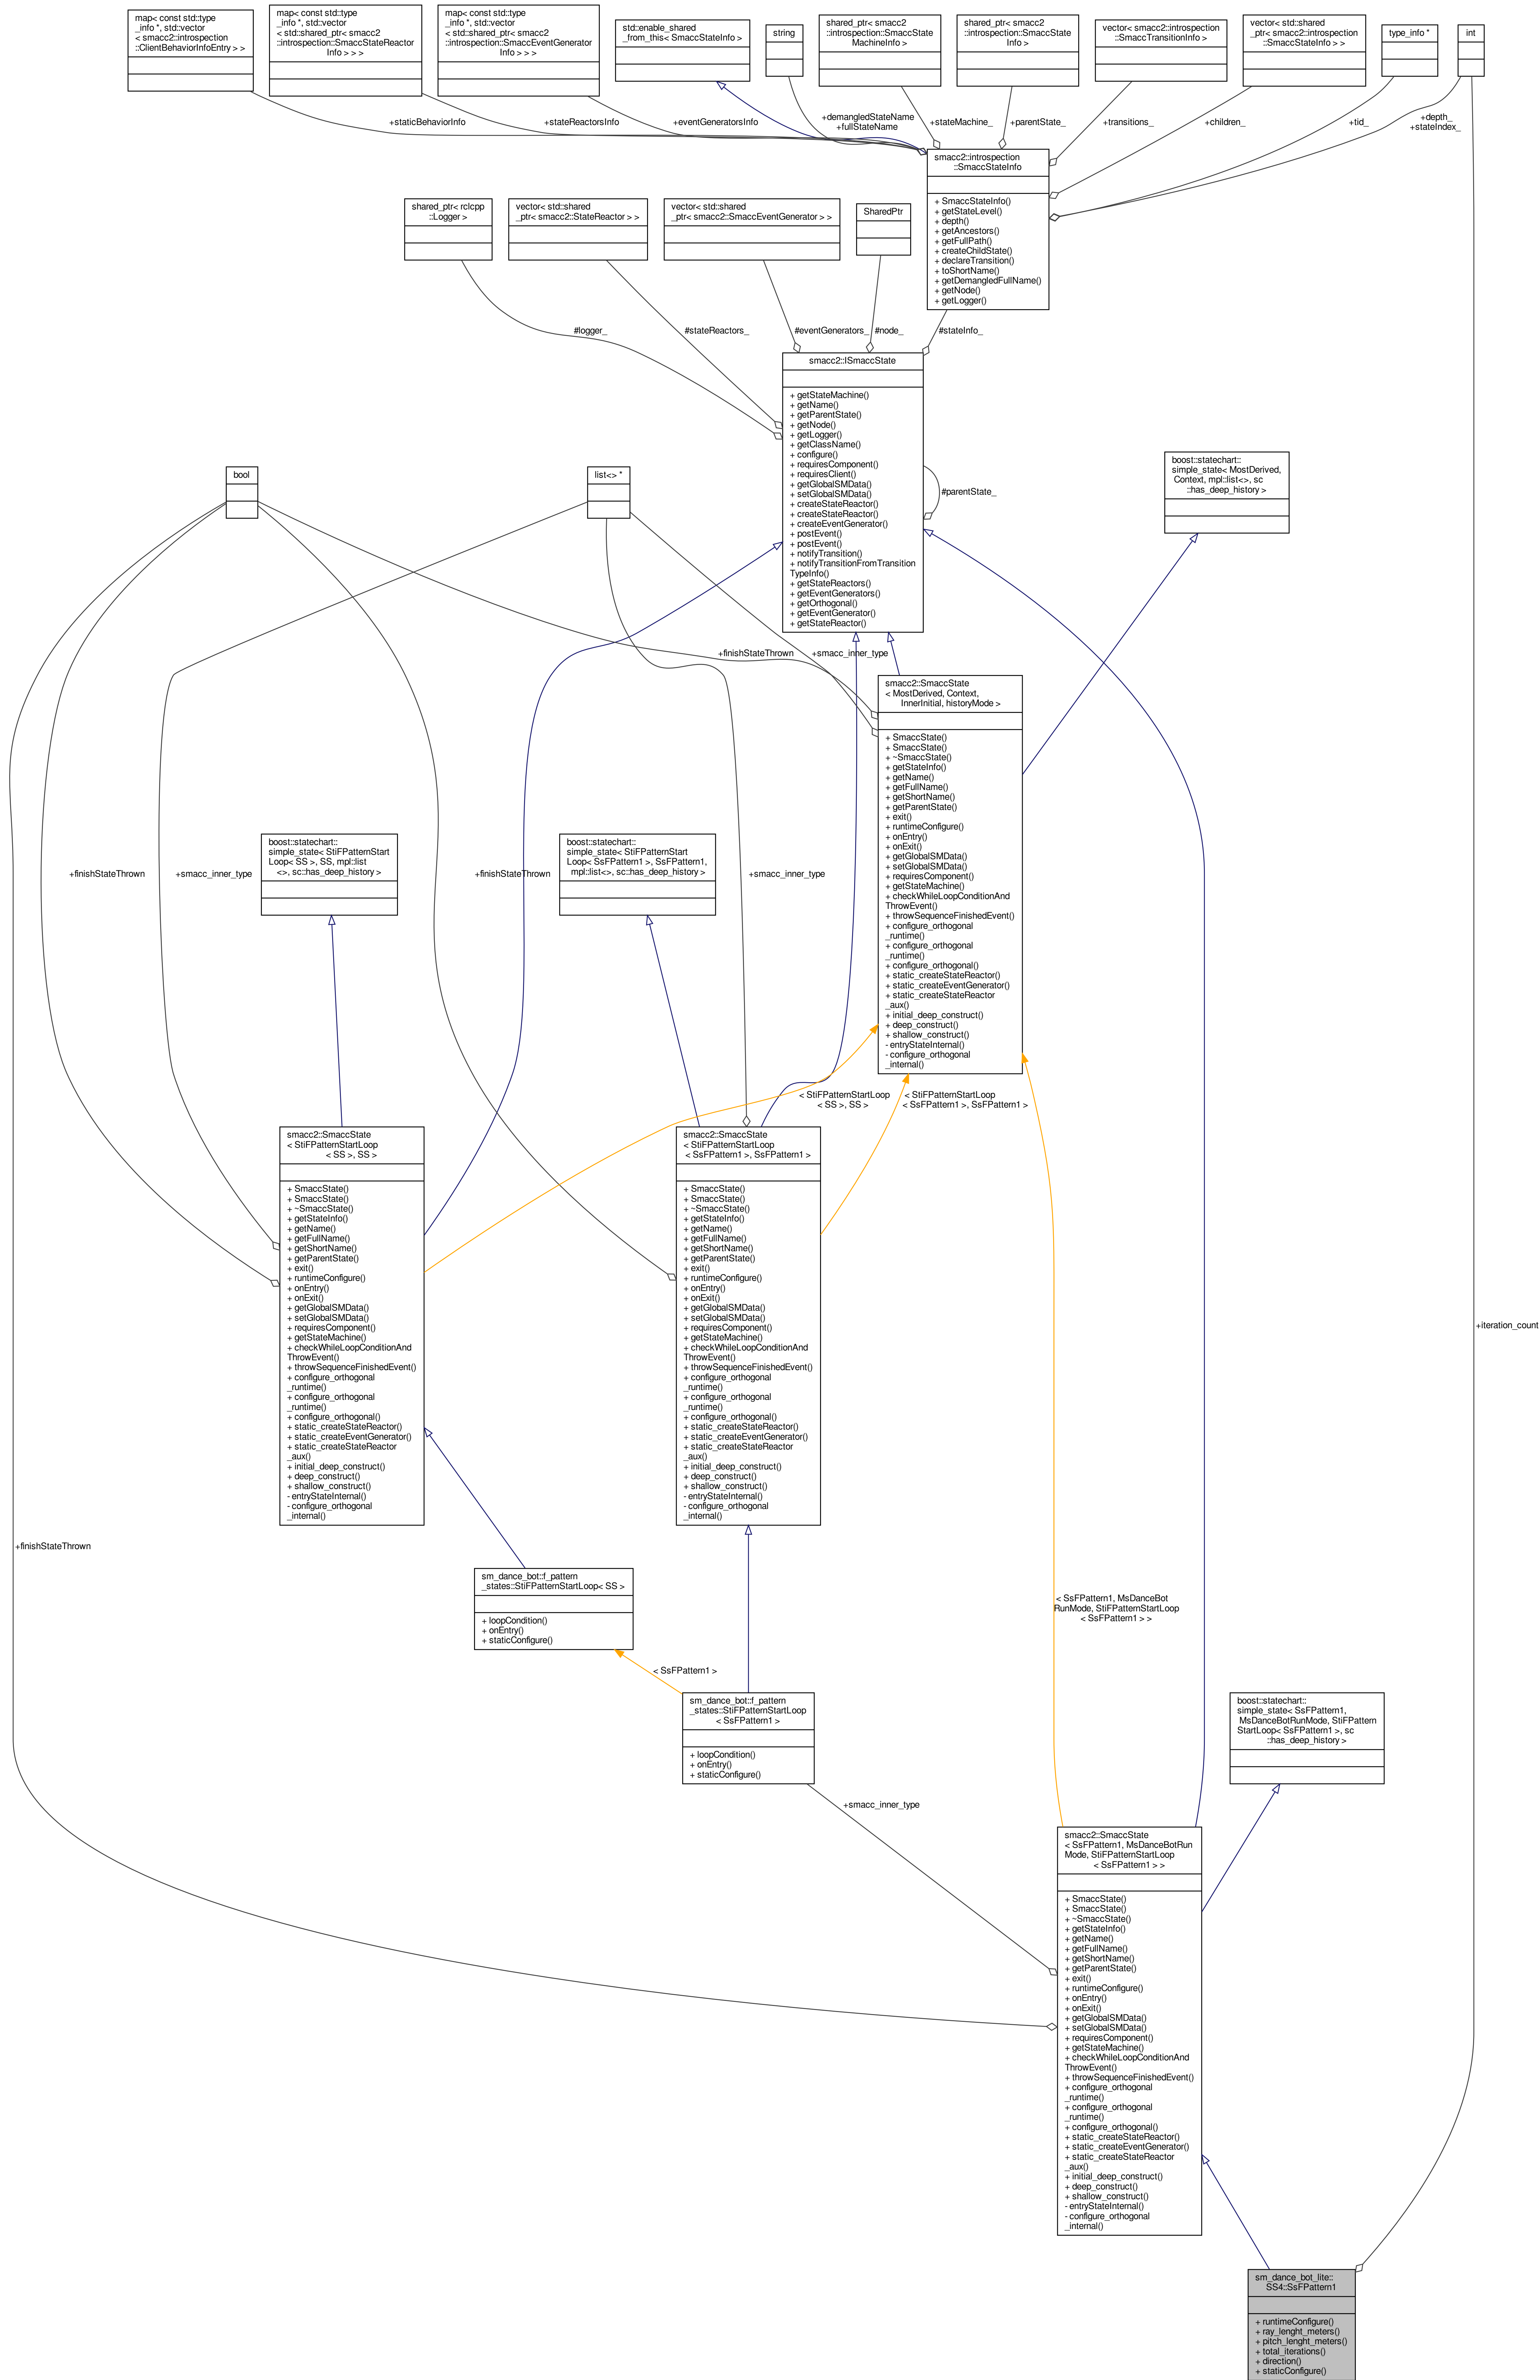 map< const std::type
_info *, std::vector
< smacc2::introspection
::ClientBehaviorInfoEntry > >
map< const std::type
_info *, std::vector
< std::shared_ptr< smacc2
::introspection::SmaccStateReactor
Info > > >
map< const std::type
_info *, std::vector
< std::shared_ptr< smacc2
::introspection::SmaccEventGenerator
Info > > >
std::enable_shared
_from_this< SmaccStateInfo >
string
shared_ptr< smacc2
::introspection::SmaccState
MachineInfo >
shared_ptr< smacc2
::introspection::SmaccState
Info >
vector< smacc2::introspection
::SmaccTransitionInfo >
vector< std::shared
_ptr< smacc2::introspection
::SmaccStateInfo > >
type_info *
int
+staticBehaviorInfo
+stateReactorsInfo
+eventGeneratorsInfo
+demangledStateName
+fullStateName
+stateMachine_
+parentState_
+transitions_
+children_
+tid_
+depth_
+stateIndex_
smacc2::introspection
::SmaccStateInfo
+ SmaccStateInfo()
+ getStateLevel()
+ depth()
+ getAncestors()
+ getFullPath()
+ createChildState()
+ declareTransition()
+ toShortName()
+ getDemangledFullName()
+ getNode()
+ getLogger()
shared_ptr< rclcpp
::Logger >
vector< std::shared
_ptr< smacc2::StateReactor > >
vector< std::shared
_ptr< smacc2::SmaccEventGenerator > >
SharedPtr
#logger_
#stateReactors_
#eventGenerators_
#node_
#stateInfo_
smacc2::ISmaccState
+ getStateMachine()
+ getName()
+ getParentState()
+ getNode()
+ getLogger()
+ getClassName()
+ configure()
+ requiresComponent()
+ requiresClient()
+ getGlobalSMData()
+ setGlobalSMData()
+ createStateReactor()
+ createStateReactor()
+ createEventGenerator()
+ postEvent()
+ postEvent()
+ notifyTransition()
+ notifyTransitionFromTransition
TypeInfo()
+ getStateReactors()
+ getEventGenerators()
+ getOrthogonal()
+ getEventGenerator()
+ getStateReactor()
#parentState_
bool
list<> *
boost::statechart::
simple_state< MostDerived,
Context, mpl::list<>, sc
::has_deep_history >
+finishStateThrown
+smacc_inner_type
smacc2::SmaccState
< MostDerived, Context,
InnerInitial, historyMode >
+ SmaccState()
+ SmaccState()
+ ~SmaccState()
+ getStateInfo()
+ getName()
+ getFullName()
+ getShortName()
+ getParentState()
+ exit()
+ runtimeConfigure()
+ onEntry()
+ onExit()
+ getGlobalSMData()
+ setGlobalSMData()
+ requiresComponent()
+ getStateMachine()
+ checkWhileLoopConditionAnd
ThrowEvent()
+ throwSequenceFinishedEvent()
+ configure_orthogonal
_runtime()
+ configure_orthogonal
_runtime()
+ configure_orthogonal()
+ static_createStateReactor()
+ static_createEventGenerator()
+ static_createStateReactor
_aux()
+ initial_deep_construct()
+ deep_construct()
+ shallow_construct()
- entryStateInternal()
- configure_orthogonal
_internal()
boost::statechart::
simple_state< StiFPatternStart
Loop< SS >, SS, mpl::list
<>, sc::has_deep_history >
boost::statechart::
simple_state< StiFPatternStart
Loop< SsFPattern1 >, SsFPattern1,
mpl::list<>, sc::has_deep_history >
+finishStateThrown
+smacc_inner_type
+finishStateThrown
+smacc_inner_type
< StiFPatternStartLoop
< SS >, SS >
< StiFPatternStartLoop
< SsFPattern1 >, SsFPattern1 >
smacc2::SmaccState
< StiFPatternStartLoop
< SS >, SS >
+ SmaccState()
+ SmaccState()
+ ~SmaccState()
+ getStateInfo()
+ getName()
+ getFullName()
+ getShortName()
+ getParentState()
+ exit()
+ runtimeConfigure()
+ onEntry()
+ onExit()
+ getGlobalSMData()
+ setGlobalSMData()
+ requiresComponent()
+ getStateMachine()
+ checkWhileLoopConditionAnd
ThrowEvent()
+ throwSequenceFinishedEvent()
+ configure_orthogonal
_runtime()
+ configure_orthogonal
_runtime()
+ configure_orthogonal()
+ static_createStateReactor()
+ static_createEventGenerator()
+ static_createStateReactor
_aux()
+ initial_deep_construct()
+ deep_construct()
+ shallow_construct()
- entryStateInternal()
- configure_orthogonal
_internal()
smacc2::SmaccState
< StiFPatternStartLoop
< SsFPattern1 >, SsFPattern1 >
+ SmaccState()
+ SmaccState()
+ ~SmaccState()
+ getStateInfo()
+ getName()
+ getFullName()
+ getShortName()
+ getParentState()
+ exit()
+ runtimeConfigure()
+ onEntry()
+ onExit()
+ getGlobalSMData()
+ setGlobalSMData()
+ requiresComponent()
+ getStateMachine()
+ checkWhileLoopConditionAnd
ThrowEvent()
+ throwSequenceFinishedEvent()
+ configure_orthogonal
_runtime()
+ configure_orthogonal
_runtime()
+ configure_orthogonal()
+ static_createStateReactor()
+ static_createEventGenerator()
+ static_createStateReactor
_aux()
+ initial_deep_construct()
+ deep_construct()
+ shallow_construct()
- entryStateInternal()
- configure_orthogonal
_internal()
+iteration_count
+finishStateThrown
sm_dance_bot::f_pattern
_states::StiFPatternStartLoop< SS >
+ loopCondition()
+ onEntry()
+ staticConfigure()
< SsFPattern1, MsDanceBot
RunMode, StiFPatternStartLoop
< SsFPattern1 > >
< SsFPattern1 >
sm_dance_bot::f_pattern
_states::StiFPatternStartLoop
< SsFPattern1 >
+ loopCondition()
+ onEntry()
+ staticConfigure()
boost::statechart::
simple_state< SsFPattern1,
MsDanceBotRunMode, StiFPattern
StartLoop< SsFPattern1 >, sc
::has_deep_history >
+smacc_inner_type
smacc2::SmaccState
< SsFPattern1, MsDanceBotRun
Mode, StiFPatternStartLoop
< SsFPattern1 > >
+ SmaccState()
+ SmaccState()
+ ~SmaccState()
+ getStateInfo()
+ getName()
+ getFullName()
+ getShortName()
+ getParentState()
+ exit()
+ runtimeConfigure()
+ onEntry()
+ onExit()
+ getGlobalSMData()
+ setGlobalSMData()
+ requiresComponent()
+ getStateMachine()
+ checkWhileLoopConditionAnd
ThrowEvent()
+ throwSequenceFinishedEvent()
+ configure_orthogonal
_runtime()
+ configure_orthogonal
_runtime()
+ configure_orthogonal()
+ static_createStateReactor()
+ static_createEventGenerator()
+ static_createStateReactor
_aux()
+ initial_deep_construct()
+ deep_construct()
+ shallow_construct()
- entryStateInternal()
- configure_orthogonal
_internal()
sm_dance_bot_lite::
SS4::SsFPattern1
+ runtimeConfigure()
+ ray_lenght_meters()
+ pitch_lenght_meters()
+ total_iterations()
+ direction()
+ staticConfigure()